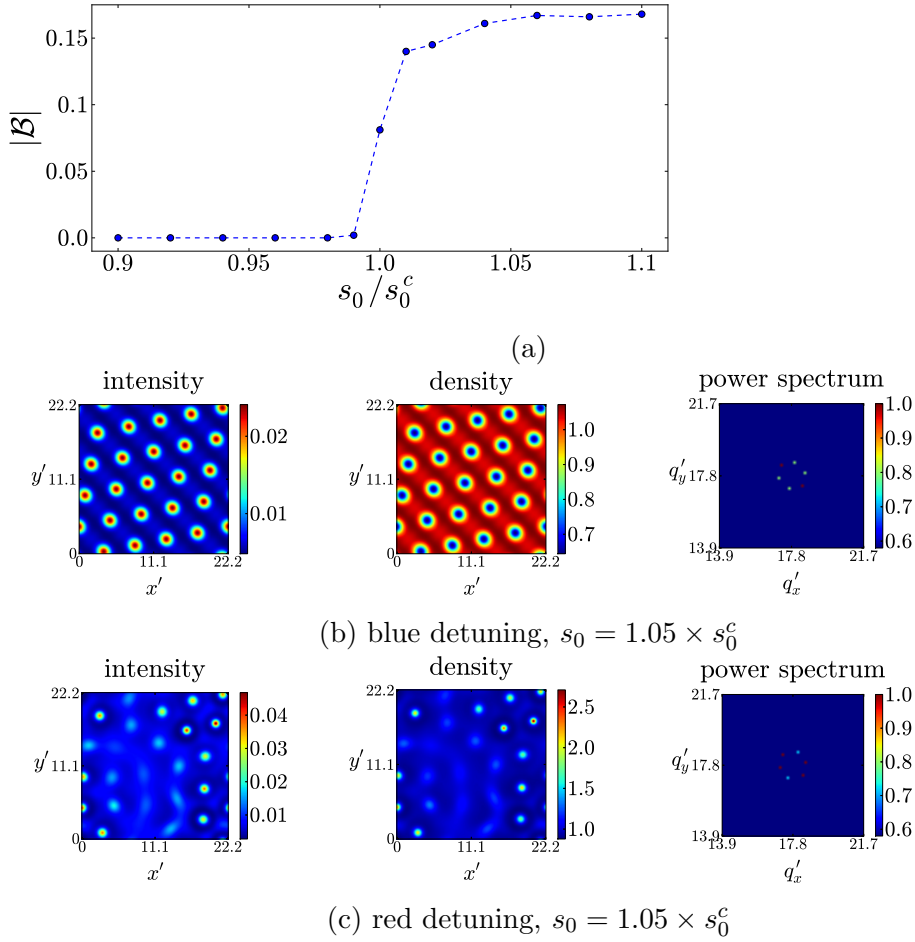 0.15
0.1
0.05
0.0
|ℬ|
0.9 0.95 1.0 1.05 1.1
s₀/s₀ᶜ
(a)
intensity density power spectrum
22.2
11.1
0
y′
0 11.1 22.2
x′
0.02
0.01
22.2
11.1
0
y′
0 11.1 22.2
x′
1.0
0.9
0.8
0.7
21.7
17.8
13.9
q′y
13.9 17.8 21.7
q′x
1.0
0.9
0.8
0.7
0.6
(b) blue detuning, s₀ = 1.05 × s₀ᶜ
intensity density power spectrum
22.2
11.1
0
y′
0 11.1 22.2
x′
0.04
0.03
0.02
0.01
22.2
11.1
0
y′
0 11.1 22.2
x′
2.5
2.0
1.5
1.0
21.7
17.8
13.9
q′y
13.9 17.8 21.7
q′x
1.0
0.9
0.8
0.7
0.6
(c) red detuning, s₀ = 1.05 × s₀ᶜ